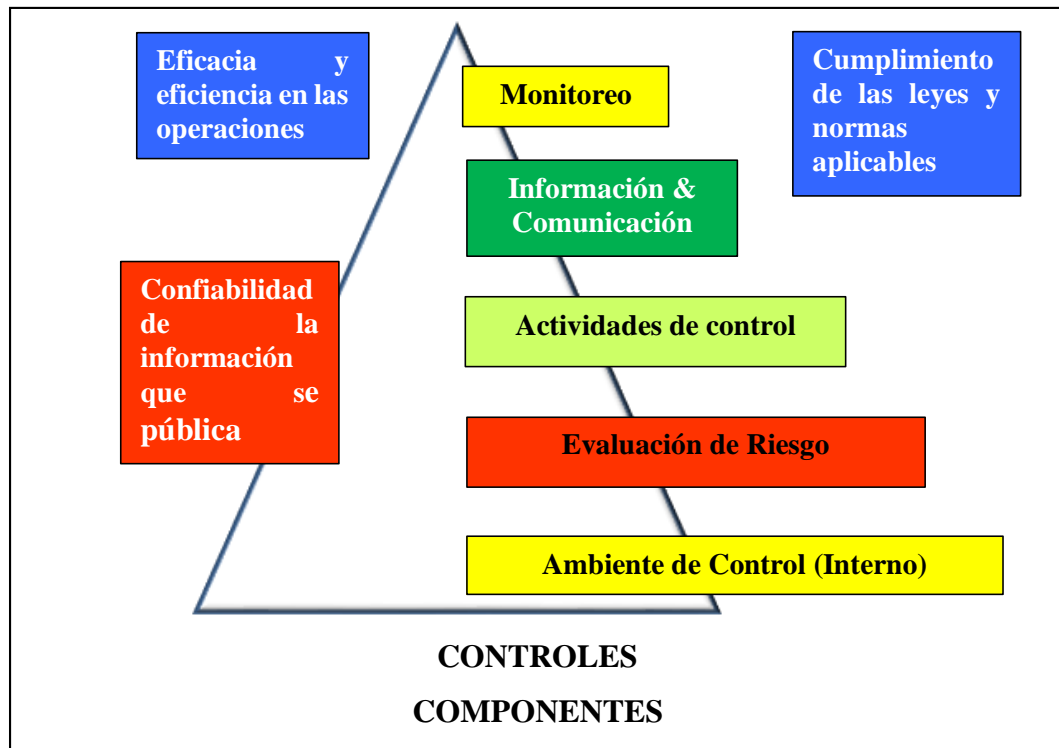 Eficacia y
eficiencia en las
operaciones
Monitoreo
Cumplimiento
de las leyes y
normas
aplicables
Información &
Comunicación
Confiabilidad
de la
información
que se
pública
Actividades de control
Evaluación de Riesgo
Ambiente de Control (Interno)
CONTROLES
COMPONENTES